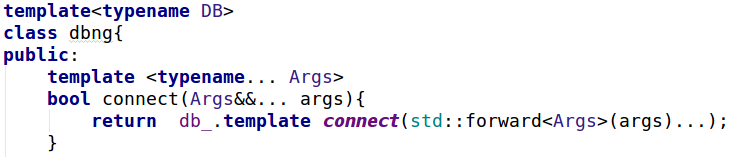 template<typename DB>
class dbng{
public:
    template <typename... Args>
    bool connect(Args&&... args){
        return  db_.template connect(std::forward<Args>(args)...);
    }